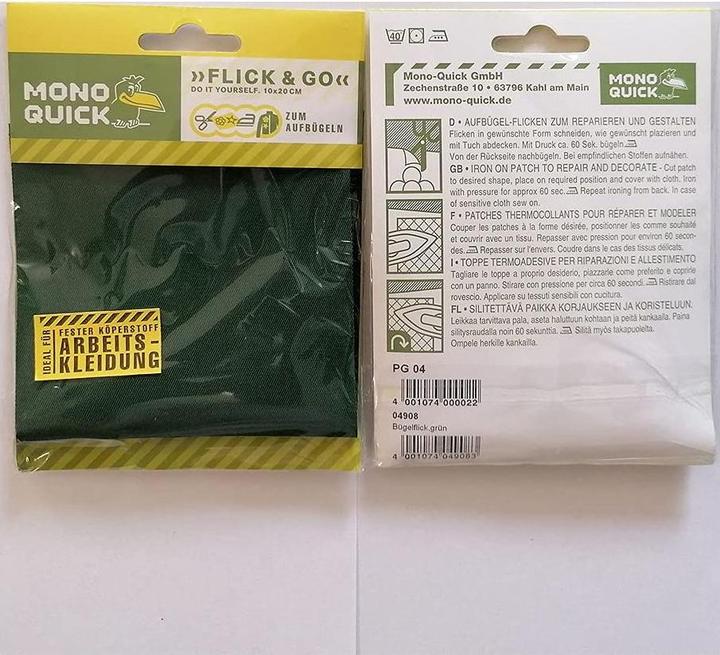 MONO
QUICK
»FLICK & GO«
DO IT YOURSELF. 10x20CM
ZUM
AUFBÜGELN
IDEAL FÜR
FESTER KÖPERSTOFF
ARBEITS-
KLEIDUNG
40
Mono-Quick GmbH
Zechenstraße 10 • 63796 Kahl am Main
www.mono-quick.de
MONO
QUICK
D • AUFBÜGEL-FLICKEN ZUM REPARIEREN UND GESTALTEN
Flicken in gewünschte Form schneiden, wie gewünscht plazieren und
mit Tuch abdecken. Mit Druck ca. 60 Sek. bügeln.
Von der Rückseite nachbügeln. Bei empfindlichen Stoffen aufnähen.
GB • IRON ON PATCH TO REPAIR AND DECORATE - Cut patch
to desired shape, place on required position and cover with cloth. Iron
with pressure for approx 60 sec. Repeat ironing from back. In case
of sensitive cloth sew on.
F • PATCHES THERMOCOLLANTS POUR RÉPARER ET MODELER
Couper les patches à la forme désirée, positionner les comme souhaité
et couvrir avec un tissu. Repasser avec pression pour environ 60 secon-
des. Repasser sur l'envers. Coudre dans le cas des tissus délicats.
I • TOPPE TERMOADESIVE PER RIPARAZIONI E ALLESTIMENTO
Tagliare le toppe a proprio desiderio, piazzarle come preferite e coprirle
con un panno. Stirare con pressione per circa 60 secondi. Ristirare dal
rovescio. Applicare su tessuti sensibili con cucitura.
FL • SILITETTÄVÄ PAIKKA KORJAUKSEEN JA KORISTELUUN.
Leikkaa tarvittava pala, aseta haluttuun kohtaan ja peitä kankaalla. Paina
silitysraudalla noin 60 sekunttia. Silitä myös takapuolelta.
Ompele herkille kankailla.
PG 04
4 001074 000022
04908
Bügelflick.grün
4 001074 049083